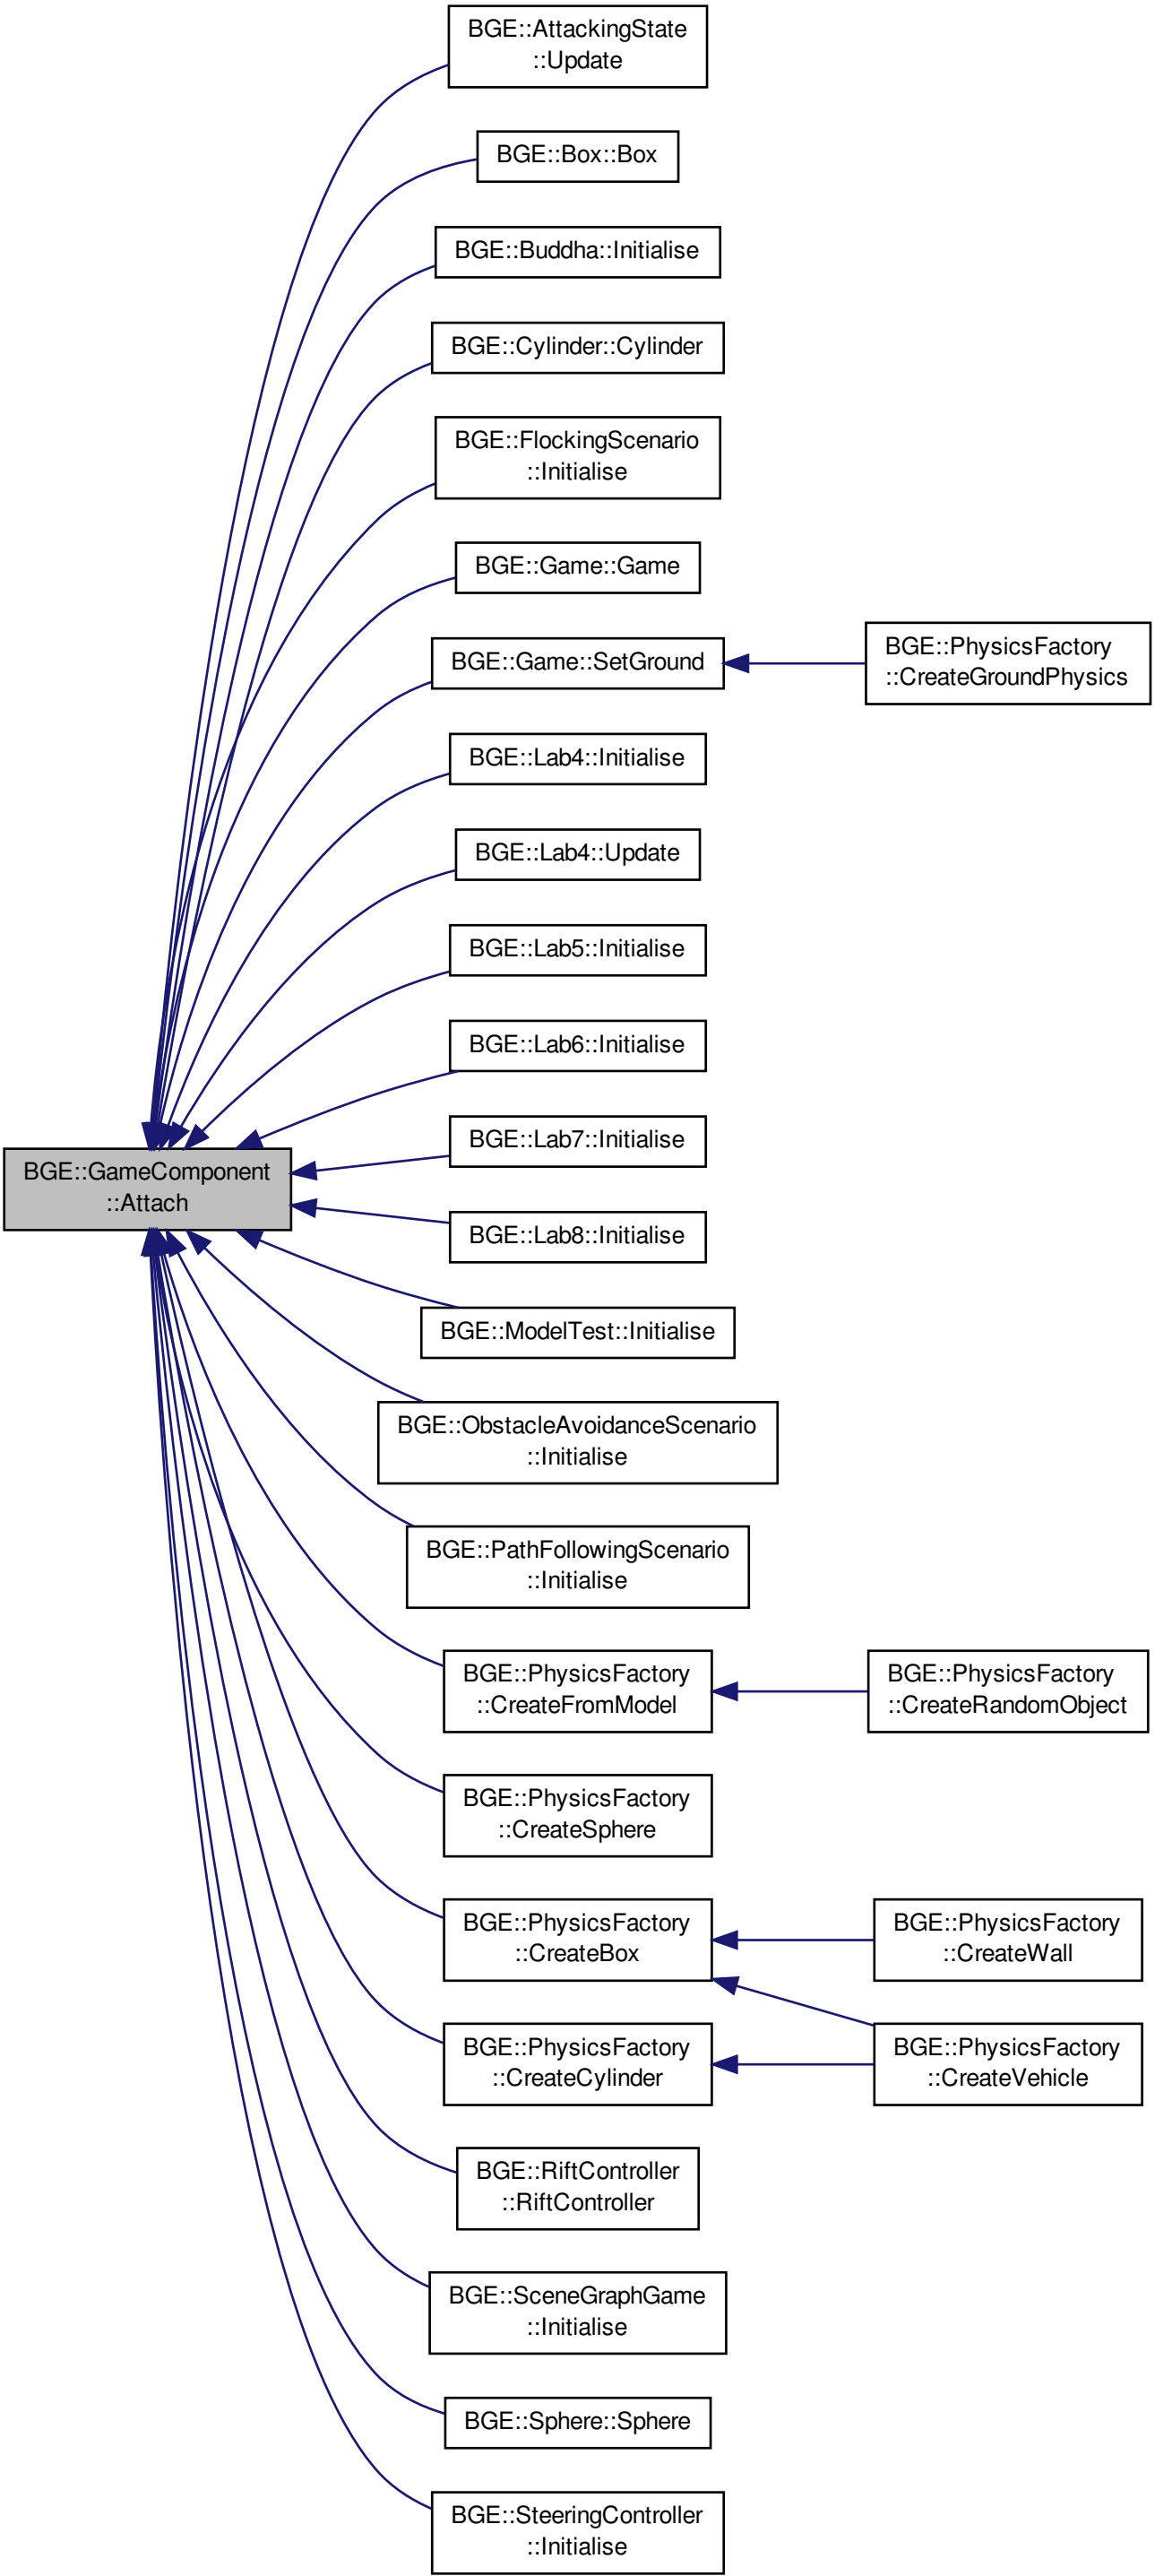 BGE::AttackingState
::Update
BGE::Box::Box
BGE::Buddha::Initialise
BGE::Cylinder::Cylinder
BGE::FlockingScenario
::Initialise
BGE::Game::Game
BGE::Game::SetGround
BGE::PhysicsFactory
::CreateGroundPhysics
BGE::Lab4::Initialise
BGE::Lab4::Update
BGE::Lab5::Initialise
BGE::Lab6::Initialise
BGE::Lab7::Initialise
BGE::GameComponent
::Attach
BGE::Lab8::Initialise
BGE::ModelTest::Initialise
BGE::ObstacleAvoidanceScenario
::Initialise
BGE::PathFollowingScenario
::Initialise
BGE::PhysicsFactory
::CreateFromModel
BGE::PhysicsFactory
::CreateRandomObject
BGE::PhysicsFactory
::CreateSphere
BGE::PhysicsFactory
::CreateBox
BGE::PhysicsFactory
::CreateWall
BGE::PhysicsFactory
::CreateCylinder
BGE::PhysicsFactory
::CreateVehicle
BGE::RiftController
::RiftController
BGE::SceneGraphGame
::Initialise
BGE::Sphere::Sphere
BGE::SteeringController
::Initialise